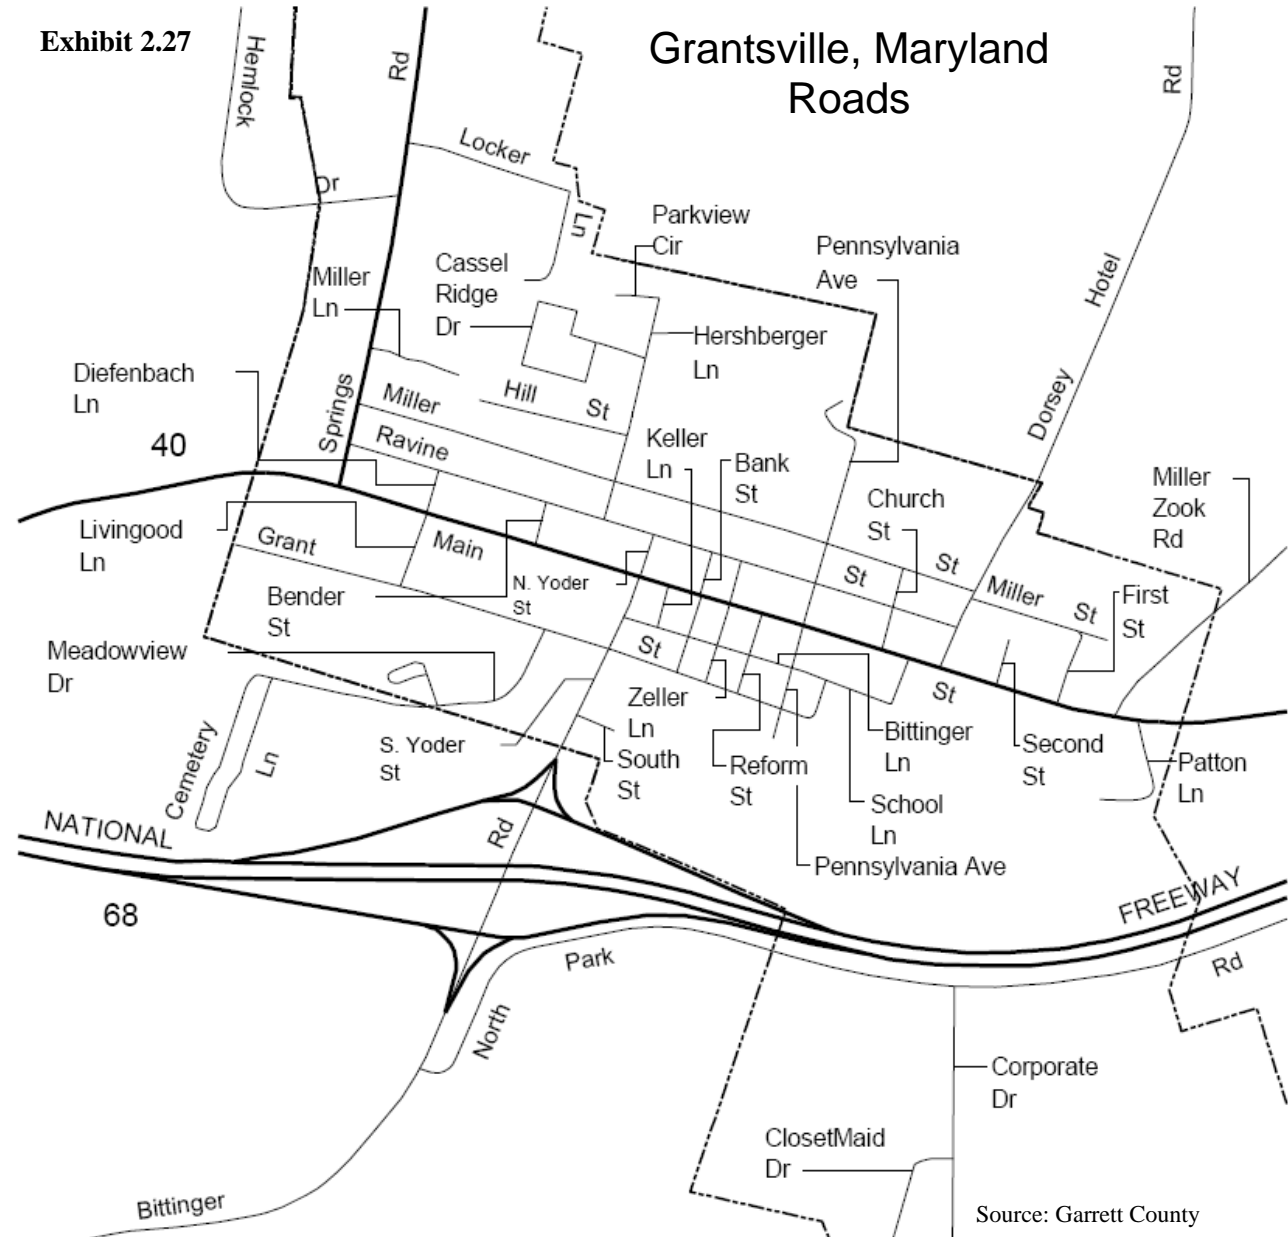 Exhibit 2.27
Grantsville, Maryland
Roads
Hemlock
Dr
Rd
Rd
Locker
Ln
Parkview
Cir
Pennsylvania
Ave
Cassel
Ridge
Dr
Miller
Ln
Hotel
Dorsey
Hershberger
Ln
Diefenbach
Ln
Springs
Miller
Hill
St
Ravine
40
Keller
Ln
Bank
St
Church
St
Miller
Zook
Rd
Livingood
Ln
Grant
Main
N. Yoder
St
St
St
Miller
St
First
St
Bender
St
Meadowview
Dr
St
St
Zeller
Ln
Bittinger
Ln
Second
St
Patton
Ln
Cemetery
Ln
S. Yoder
St
South
St
Reform
St
School
Ln
Pennsylvania Ave
NATIONAL
Rd
68
FREEWAY
Park
Rd
North
Corporate
Dr
ClosetMaid
Dr
Bittinger
Source: Garrett County